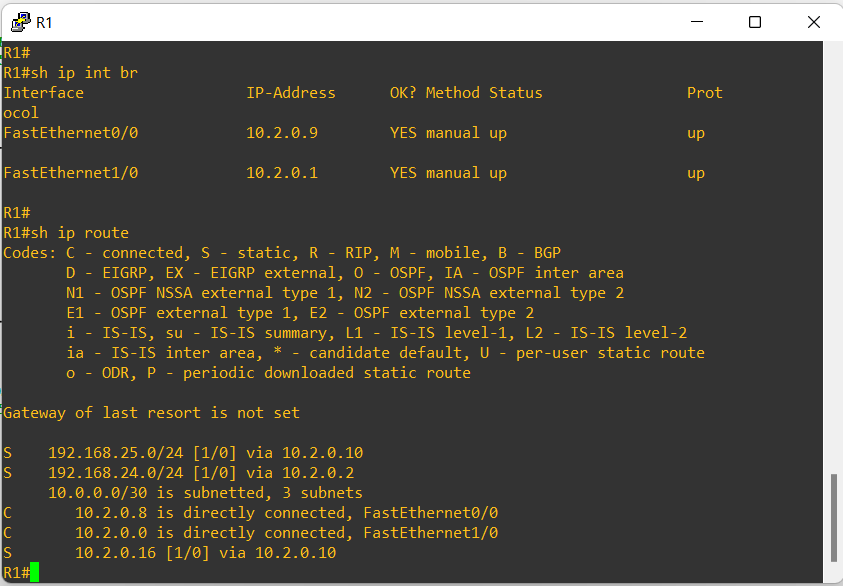 R1
R1#
R1#sh ip int br
Interface                  IP-Address      OK? Method Status                Prot
ocol
FastEthernet0/0            10.2.0.9        YES manual up                    up
FastEthernet1/0            10.2.0.1        YES manual up                    up
R1#
R1#sh ip route
Codes: C - connected, S - static, R - RIP, M - mobile, B - BGP
       D - EIGRP, EX - EIGRP external, O - OSPF, IA - OSPF inter area
       N1 - OSPF NSSA external type 1, N2 - OSPF NSSA external type 2
       E1 - OSPF external type 1, E2 - OSPF external type 2
       i - IS-IS, su - IS-IS summary, L1 - IS-IS level-1, L2 - IS-IS level-2
       ia - IS-IS inter area, * - candidate default, U - per-user static route
       o - ODR, P - periodic downloaded static route
Gateway of last resort is not set
S    192.168.25.0/24 [1/0] via 10.2.0.10
S    192.168.24.0/24 [1/0] via 10.2.0.2
     10.0.0.0/30 is subnetted, 3 subnets
C       10.2.0.8 is directly connected, FastEthernet0/0
C       10.2.0.0 is directly connected, FastEthernet1/0
S       10.2.0.16 [1/0] via 10.2.0.10
R1#